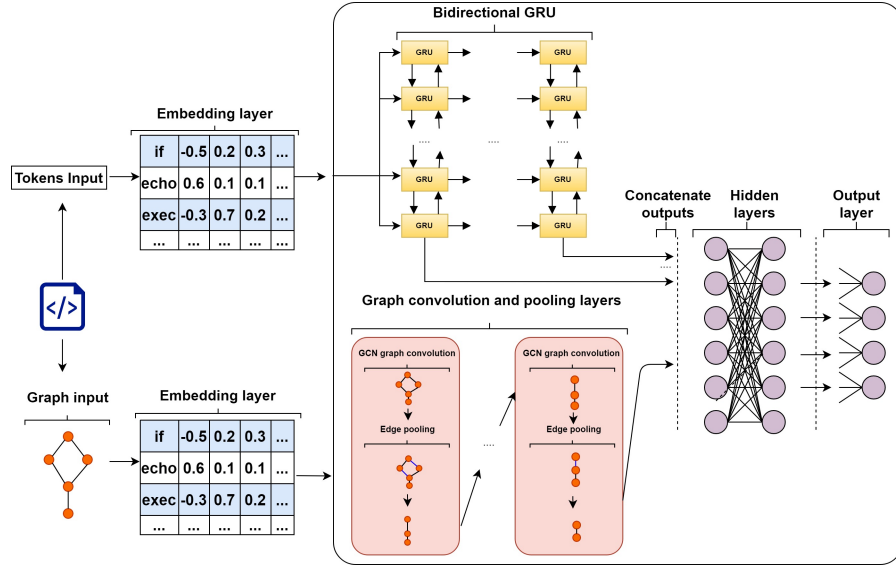 Bidirectional GRU
GRU
GRU
GRU
GRU
....
....
....
GRU
GRU
GRU
GRU
Embedding layer
if -0.5 0.2 0.3 ...
echo 0.6 0.1 0.1 ...
exec -0.3 0.7 0.2 ...
... ... ... ... ...
Tokens Input
</>
Concatenate
outputs
....
Hidden
layers
Output
layer
Graph convolution and pooling layers
GCN graph convolution
Edge pooling
....
GCN graph convolution
Edge pooling
Graph input
Embedding layer
if -0.5 0.2 0.3 ...
echo 0.6 0.1 0.1 ...
exec -0.3 0.7 0.2 ...
... ... ... ... ...